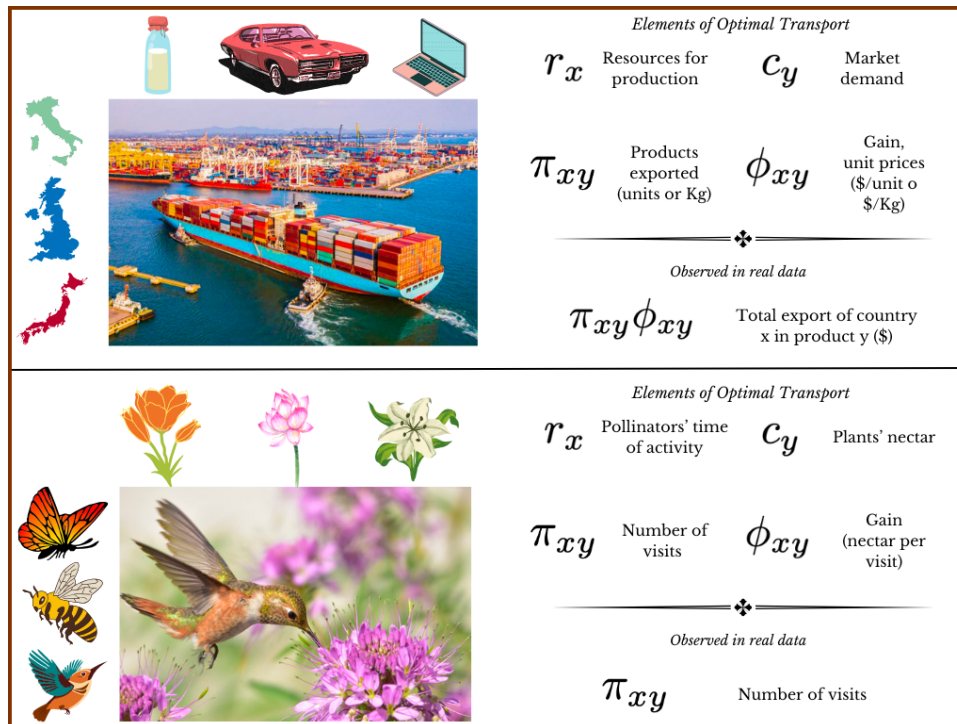 Elements of Optimal Transport
r_x Resources for production c_y Market demand
π_xy Products exported (units or Kg) ϕ_xy Gain, unit prices ($/unit o $/Kg)
Observed in real data
π_xy ϕ_xy Total export of country x in product y ($)
Elements of Optimal Transport
r_x Pollinators' time of activity c_y Plants' nectar
π_xy Number of visits ϕ_xy Gain (nectar per visit)
Observed in real data
π_xy Number of visits